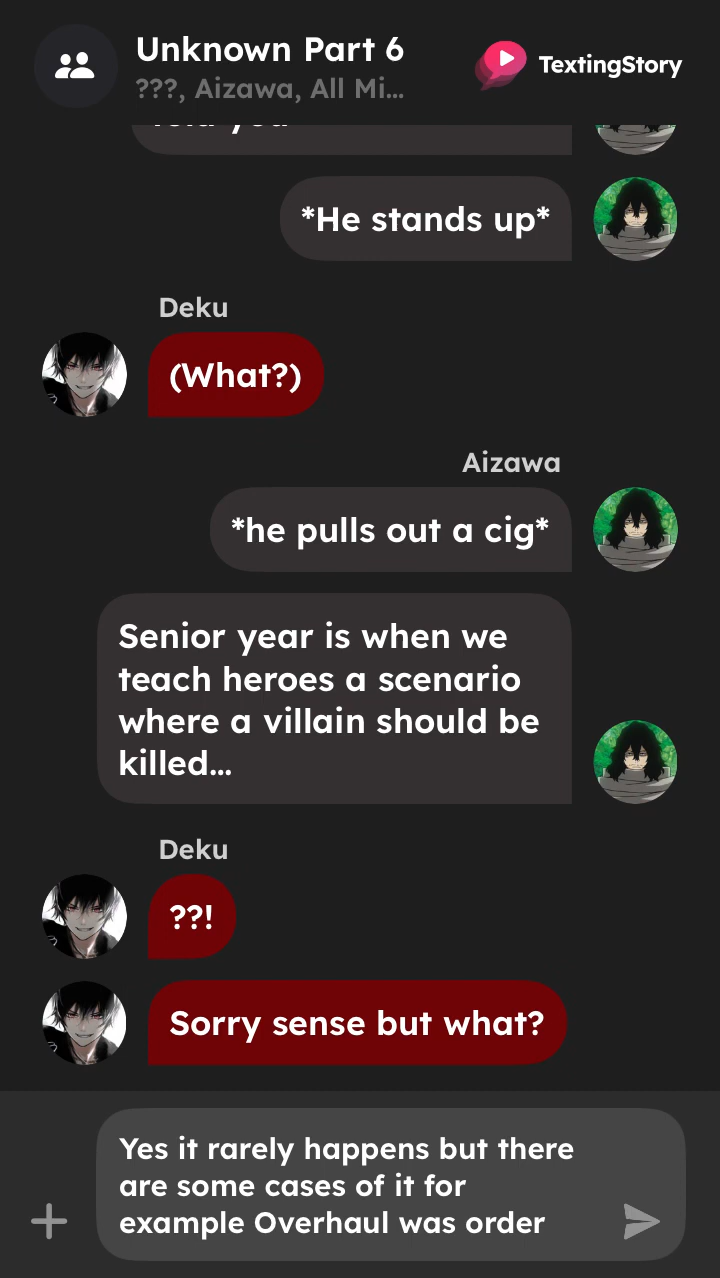 Unknown Part 6
???, Aizawa, All Mi...
TextingStory
*He stands up*
Deku
(What?)
Aizawa
*he pulls out a cig*
Senior year is when we
teach heroes a scenario
where a villain should be
killed...
Deku
??!
Sorry sense but what?
Yes it rarely happens but there
are some cases of it for
example Overhaul was order